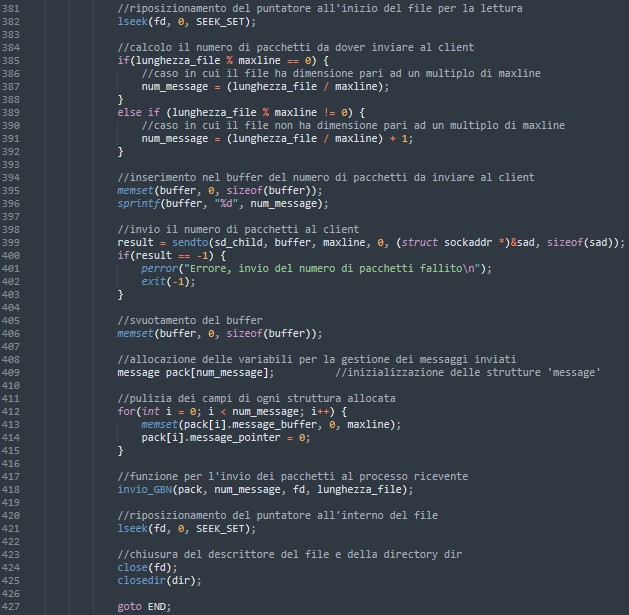 381 //riposizionamento del puntatore all'inizio del file per la lettura
382 lseek(fd, 0, SEEK_SET);
383
384 //calcolo il numero di pacchetti da dover inviare al client
385 if(lunghezza_file % maxline == 0) {
386 //caso in cui il file ha dimensione pari ad un multiplo di maxline
387 num_message = (lunghezza_file / maxline);
388 }
389 else if (lunghezza_file % maxline != 0) {
390 //caso in cui il file non ha dimensione pari ad un multiplo di maxline
391 num_message = (lunghezza_file / maxline) + 1;
392 }
393
394 //inserimento nel buffer del numero di pacchetti da inviare al client
395 memset(buffer, 0, sizeof(buffer));
396 sprintf(buffer, "%d", num_message);
397
398 //invio il numero di pacchetti al client
399 result = sendto(sd_child, buffer, maxline, 0, (struct sockaddr *)&sad, sizeof(sad));
400 if(result == -1) {
401 perror("Errore, invio del numero di pacchetti fallito\n");
402 exit(-1);
403 }
404
405 //svuotamento del buffer
406 memset(buffer, 0, sizeof(buffer));
407
408 //allocazione delle variabili per la gestione dei messaggi inviati
409 message pack[num_message]; //inizializzazione delle strutture 'message'
410
411 //pulizia dei campi di ogni struttura allocata
412 for(int i = 0; i < num_message; i++) {
413 memset(pack[i].message_buffer, 0, maxline);
414 pack[i].message_pointer = 0;
415 }
416
417 //funzione per l'invio dei pacchetti al processo ricevente
418 invio_GBN(pack, num_message, fd, lunghezza_file);
419
420 //riposizionamento del puntatore all'interno del file
421 lseek(fd, 0, SEEK_SET);
422
423 //chiusura del descrittore del file e della directory dir
424 close(fd);
425 closedir(dir);
426
427 goto END;